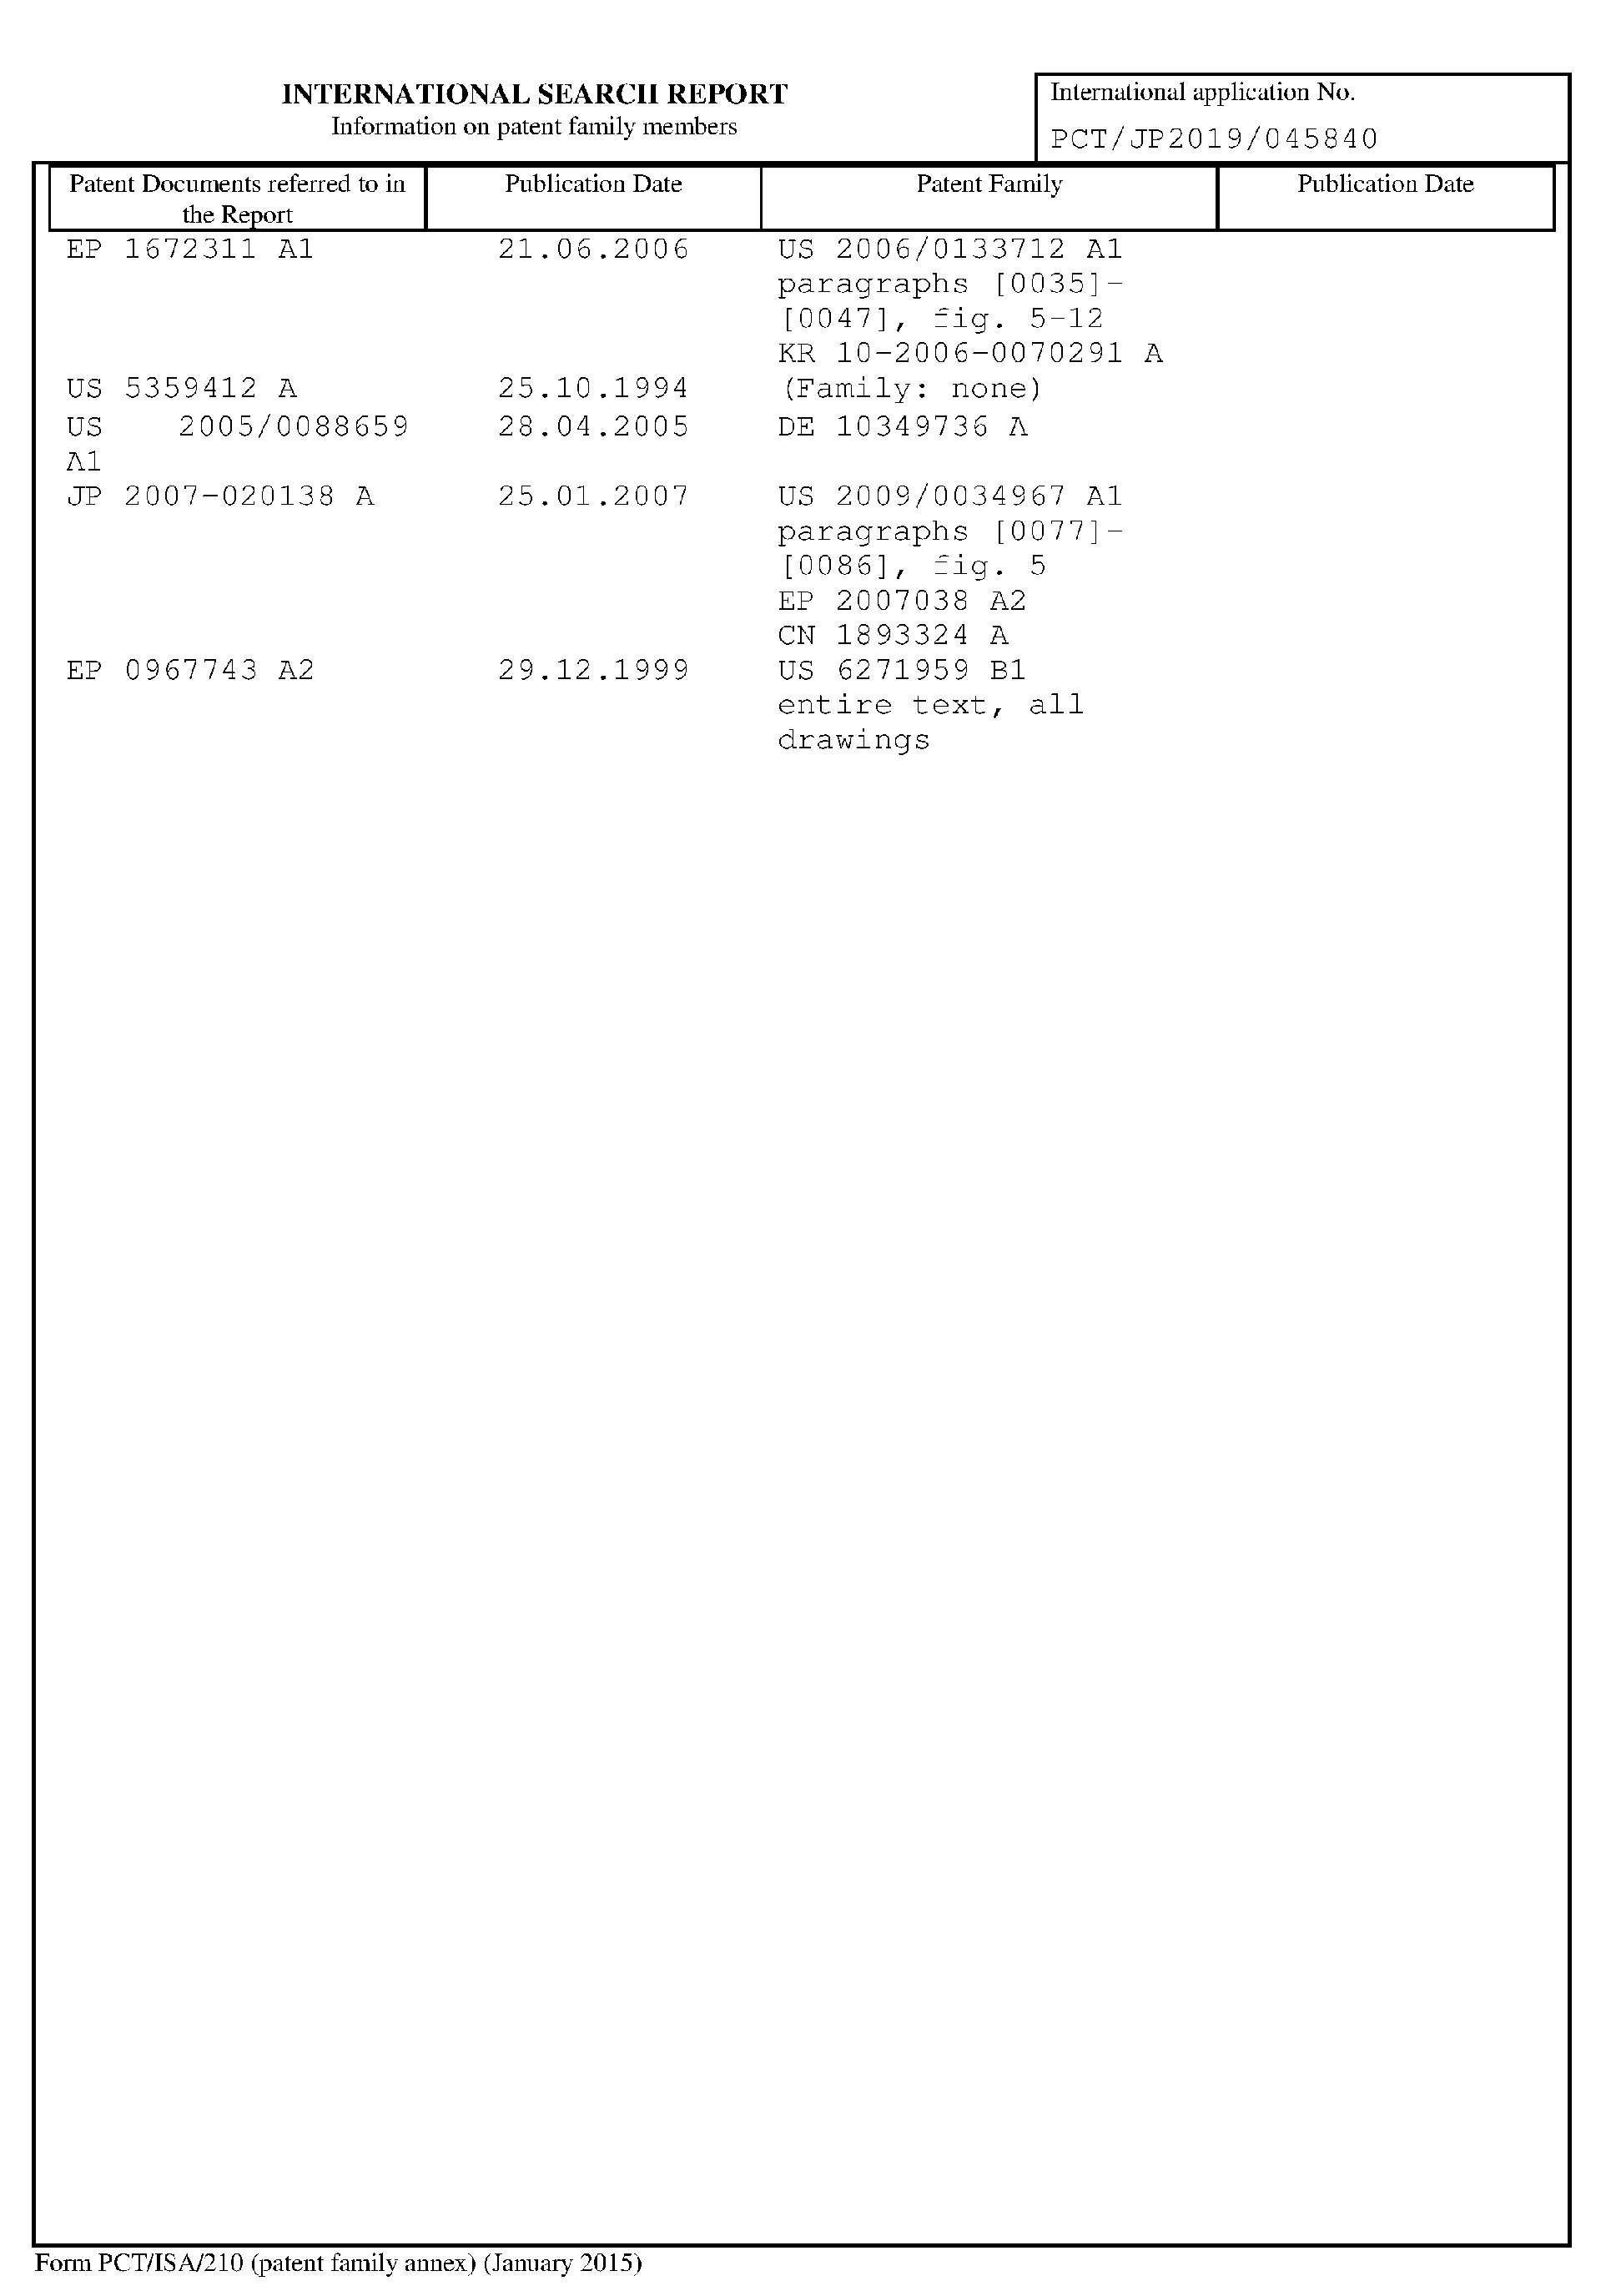 INTERNATIONAL SEARCH REPORT
Information on patent family members
International application No.
PCT/JP2019/045840
Patent Documents referred to in
the Report
Publication Date
Patent Family
Publication Date
EP 1672311 A1 21.06.2006 US 2006/0133712 A1
paragraphs [0035]-
[0047], fig. 5-12
KR 10-2006-0070291 A
US 5359412 A 25.10.1994 (Family: none)
US 2005/0088659 28.04.2005 DE 10349736 A
A1
JP 2007-020138 A 25.01.2007 US 2009/0034967 A1
paragraphs [0077]-
[0086], fig. 5
EP 2007038 A2
CN 1893324 A
EP 0967743 A2 29.12.1999 US 6271959 B1
entire text, all
drawings
Form PCT/ISA/210 (patent family annex) (January 2015)